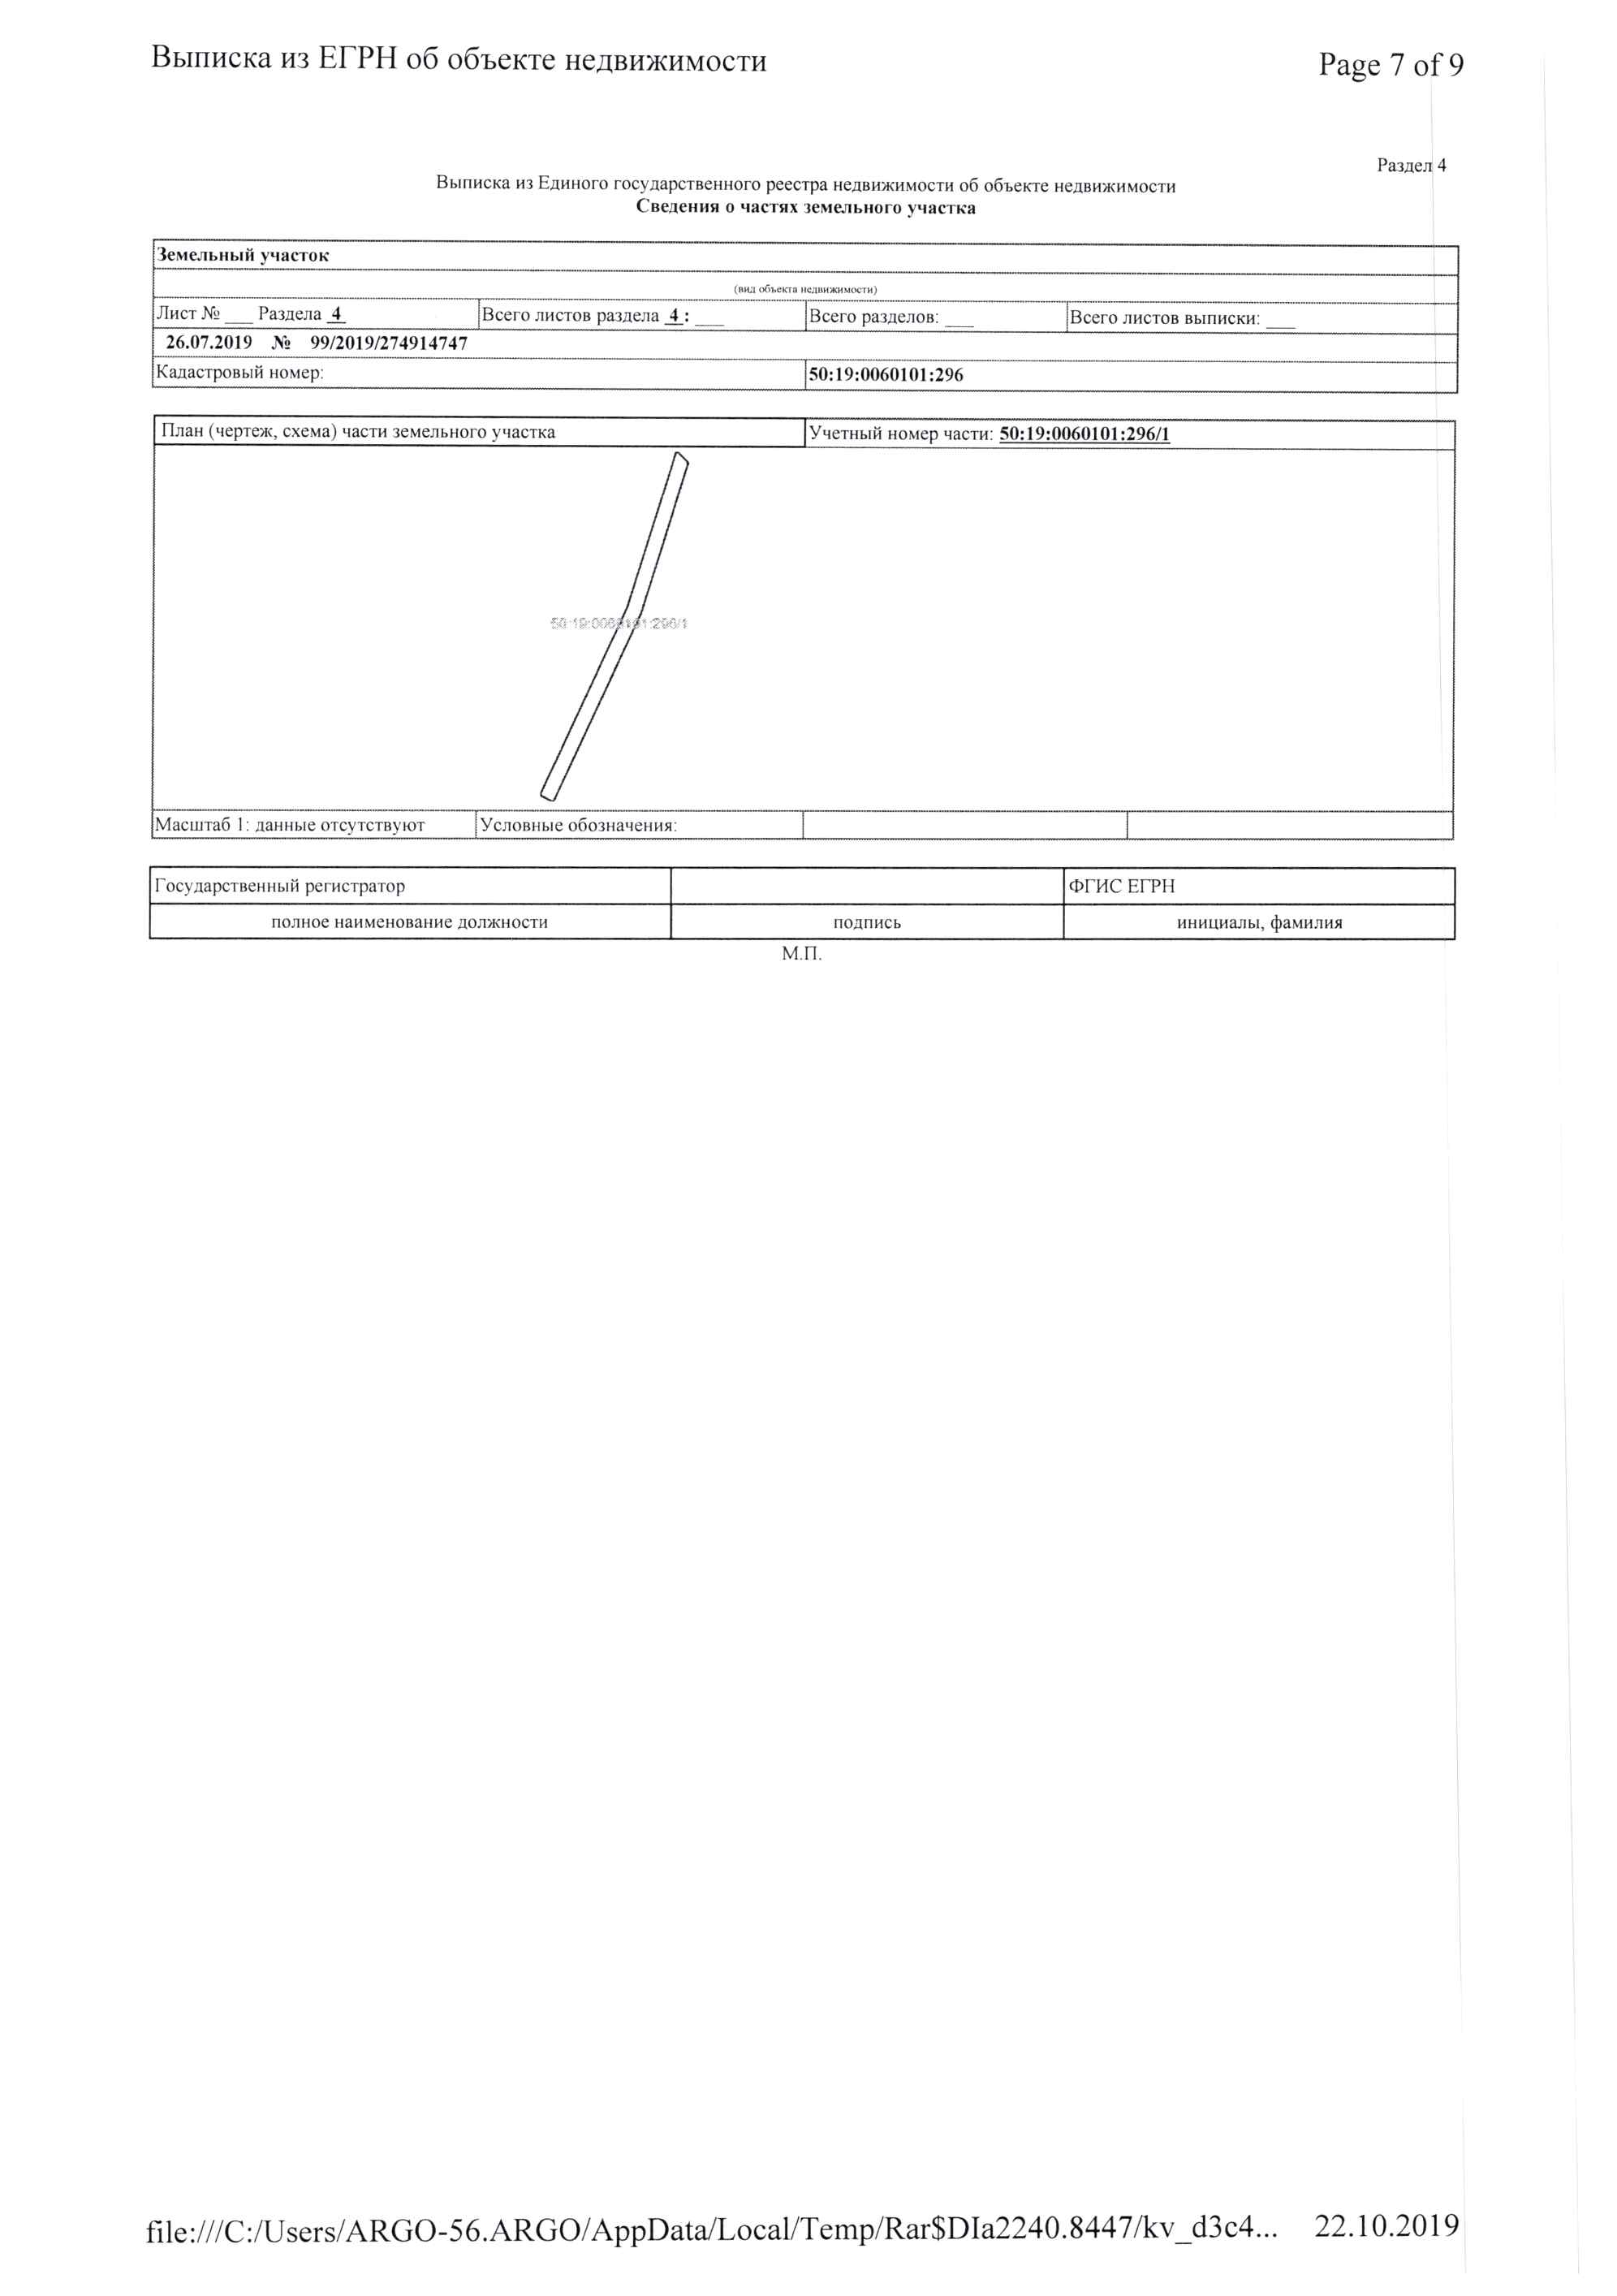 Выписка из ЕГРН об объекте недвижимости Page 7 of 9
Раздел 4
Выписка из Единого государственного реестра недвижимости об объекте недвижимости
Сведения о частях земельного участка
Земельный участок
(вид объекта недвижимости)
Лист № ___ Раздела 4 Всего листов раздела 4 : ___ Всего разделов: ___ Всего листов выписки: ___
26.07.2019 № 99/2019/274914747
Кадастровый номер: 50:19:0060101:296
План (чертеж, схема) части земельного участка Учетный номер части: 50:19:0060101:296/1
50:19:0060101:296/1
Масштаб 1: данные отсутствуют Условные обозначения:
Государственный регистратор ФГИС ЕГРН
полное наименование должности подпись инициалы, фамилия
М.П.
file:///C:/Users/ARGO-56.ARGO/AppData/Local/Temp/Rar$DIa2240.8447/kv_d3c4... 22.10.2019